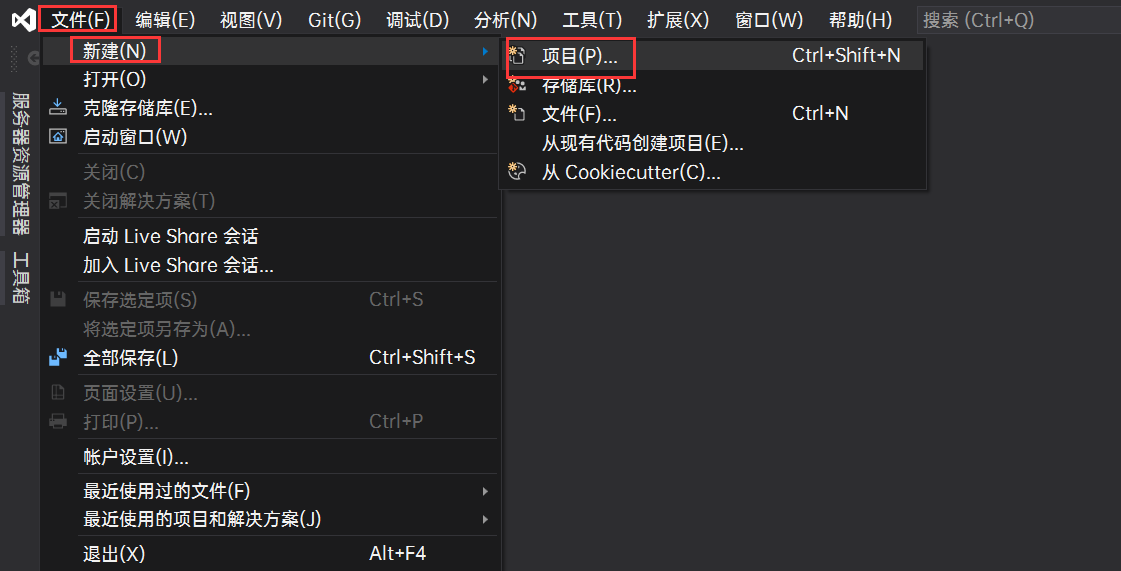 文件(F) 编辑(E) 视图(V) Git(G) 调试(D) 分析(N) 工具(T) 扩展(X) 窗口(W) 帮助(H) 搜索 (Ctrl+Q)
服务器资源管理器
工具箱
新建(N)
打开(O)
克隆存储库(E)...
启动窗口(W)
关闭(C)
关闭解决方案(T)
启动 Live Share 会话
加入 Live Share 会话...
保存选定项(S) Ctrl+S
将选定项另存为(A)...
全部保存(L) Ctrl+Shift+S
页面设置(U)...
打印(P)... Ctrl+P
帐户设置(I)...
最近使用过的文件(F)
最近使用的项目和解决方案(J)
退出(X) Alt+F4
项目(P)... Ctrl+Shift+N
存储库(R)...
文件(F)... Ctrl+N
从现有代码创建项目(E)...
从 Cookiecutter(C)...